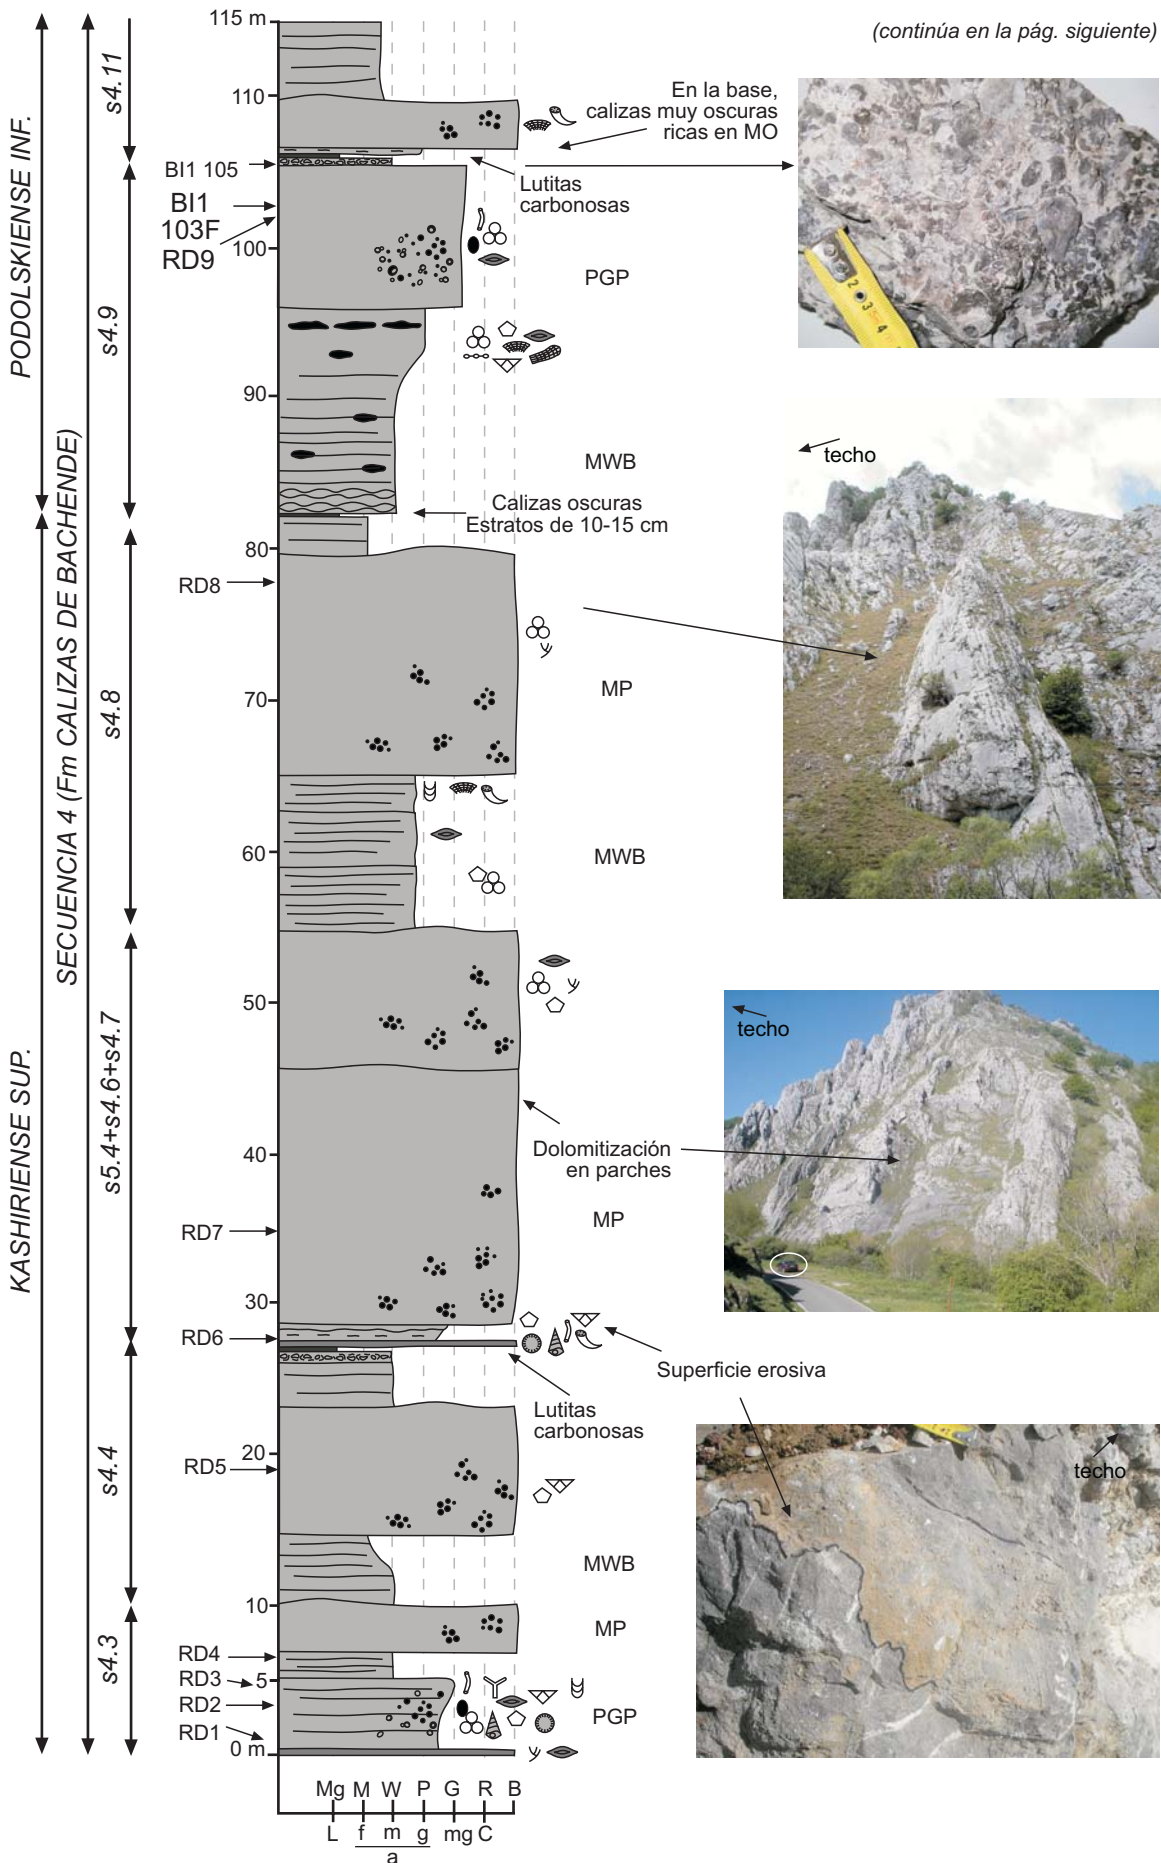 115 m
(continúa en la pág. siguiente)
s4.11
PODOLSKIENSE INF.
110
En la base,
calizas muy oscuras
ricas en MO
BI1 105
Lutitas
carbonosas
BI1
103F
RD9
100
PGP
2 3 4
s4.9
90
MWB
techo
Calizas oscuras
Estratos de 10-15 cm
SECUENCIA 4 (Fm CALIZAS DE BACHENDE)
80
RD8
s4.8
70
MP
60
MWB
50
techo
s5.4+s4.6+s4.7
KASHIRIENSE SUP.
40
Dolomitización
en parches
MP
RD7
30
RD6
Superficie erosiva
Lutitas
carbonosas
s4.4
20
RD5
techo
MWB
10
MP
s4.3
RD4
RD3 5
RD2
PGP
RD1
0 m
Mg M W P G R B
L f m g mg C
a